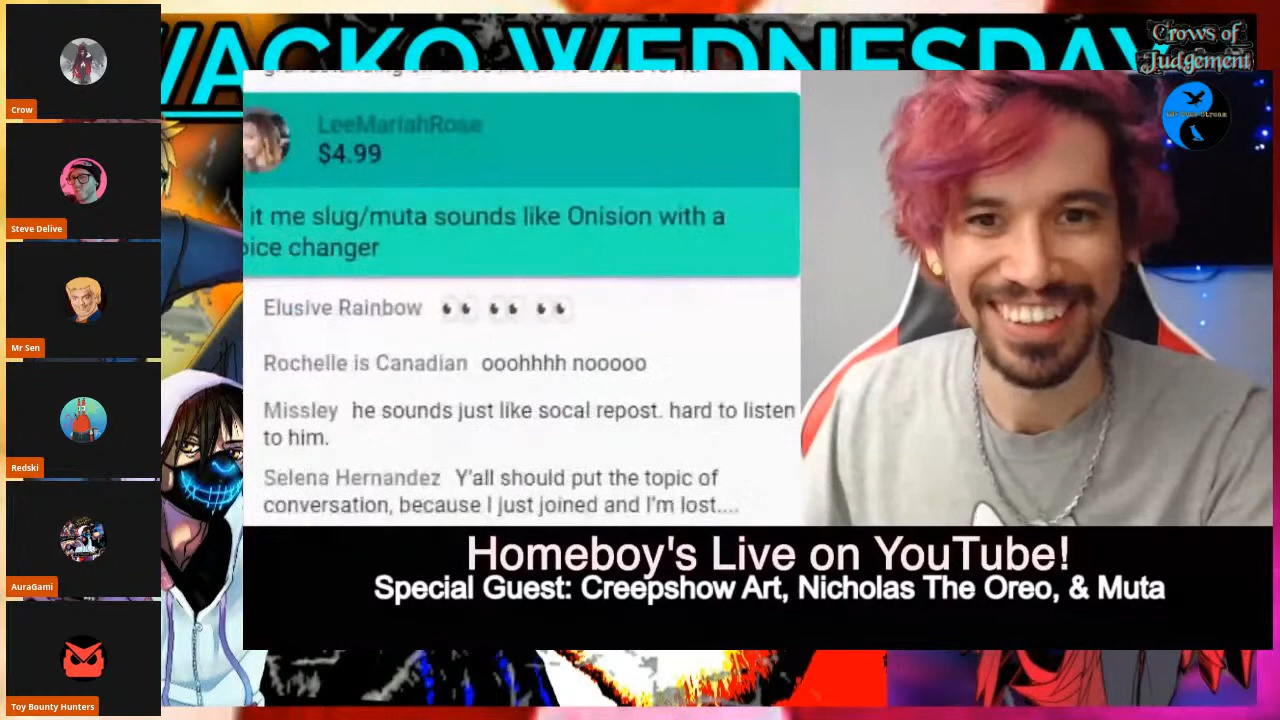 WACKO WEDNESDAY
Crows of
Judgement
Crow
Steve Delive
Mr Sen
Redski
AuraGami
Toy Bounty Hunters
LeeMariahRose
$4.99
it me slug/muta sounds like Onision with a
oice changer
Elusive Rainbow
Rochelle is Canadian ooohhhh nooooo
Missley he sounds just like socal repost. hard to listen
to him.
Selena Hernandez Y'all should put the topic of
conversation, because I just joined and I'm lost....
Homeboy's Live on YouTube!
Special Guest: Creepshow Art, Nicholas The Oreo, & Muta